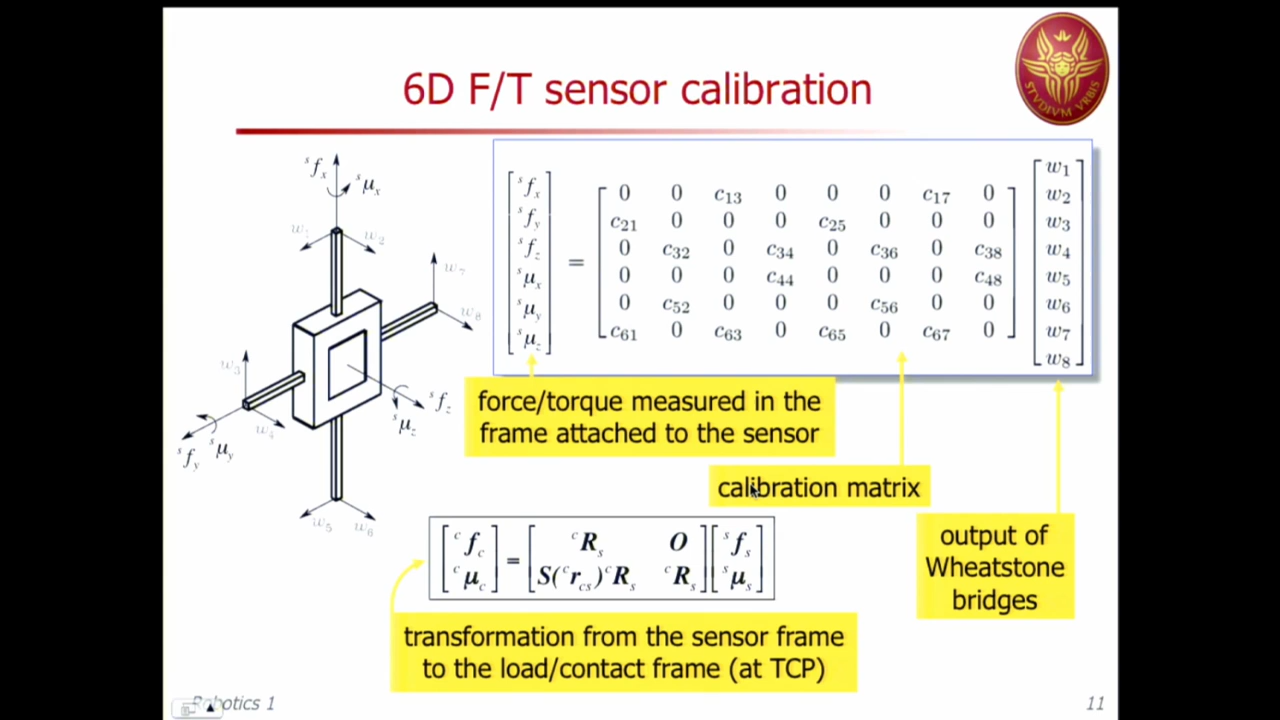 6D F/T sensor calibration
STVDIVM VRBIS
ˢfₓ
ˢμₓ
w₁
w₂
w₇
w₈
w₃
w₄
ˢf_z
ˢμ_z
ˢf_y
ˢμ_y
w₅
w₆
[ˢfₓ ˢf_y ˢf_z ˢμₓ ˢμ_y ˢμ_z] =
0 0 c₁₃ 0 0 0 c₁₇ 0
c₂₁ 0 0 0 c₂₅ 0 0 0
0 c₃₂ 0 c₃₄ 0 c₃₆ 0 c₃₈
0 0 0 c₄₄ 0 0 0 c₄₈
0 c₅₂ 0 0 0 c₅₆ 0 0
c₆₁ 0 c₆₃ 0 c₆₅ 0 c₆₇ 0
w₁
w₂
w₃
w₄
w₅
w₆
w₇
w₈
force/torque measured in the
frame attached to the sensor
calibration matrix
output of
Wheatstone
bridges
[ᶜf_c] = [ᶜR_s O] [ˢf_s]
[ᶜμ_c] [S(ᶜr_cs)ᶜR_s ᶜR_s] [ˢμ_s]
transformation from the sensor frame
to the load/contact frame (at TCP)
Robotics 1
11